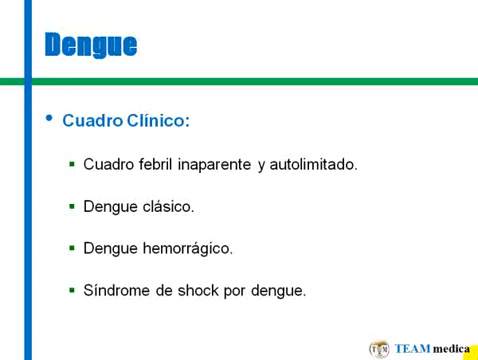 Dengue
• Cuadro Clínico:
▪ Cuadro febril inaparente y autolimitado.
▪ Dengue clásico.
▪ Dengue hemorrágico.
▪ Síndrome de shock por dengue.
TEAM medica